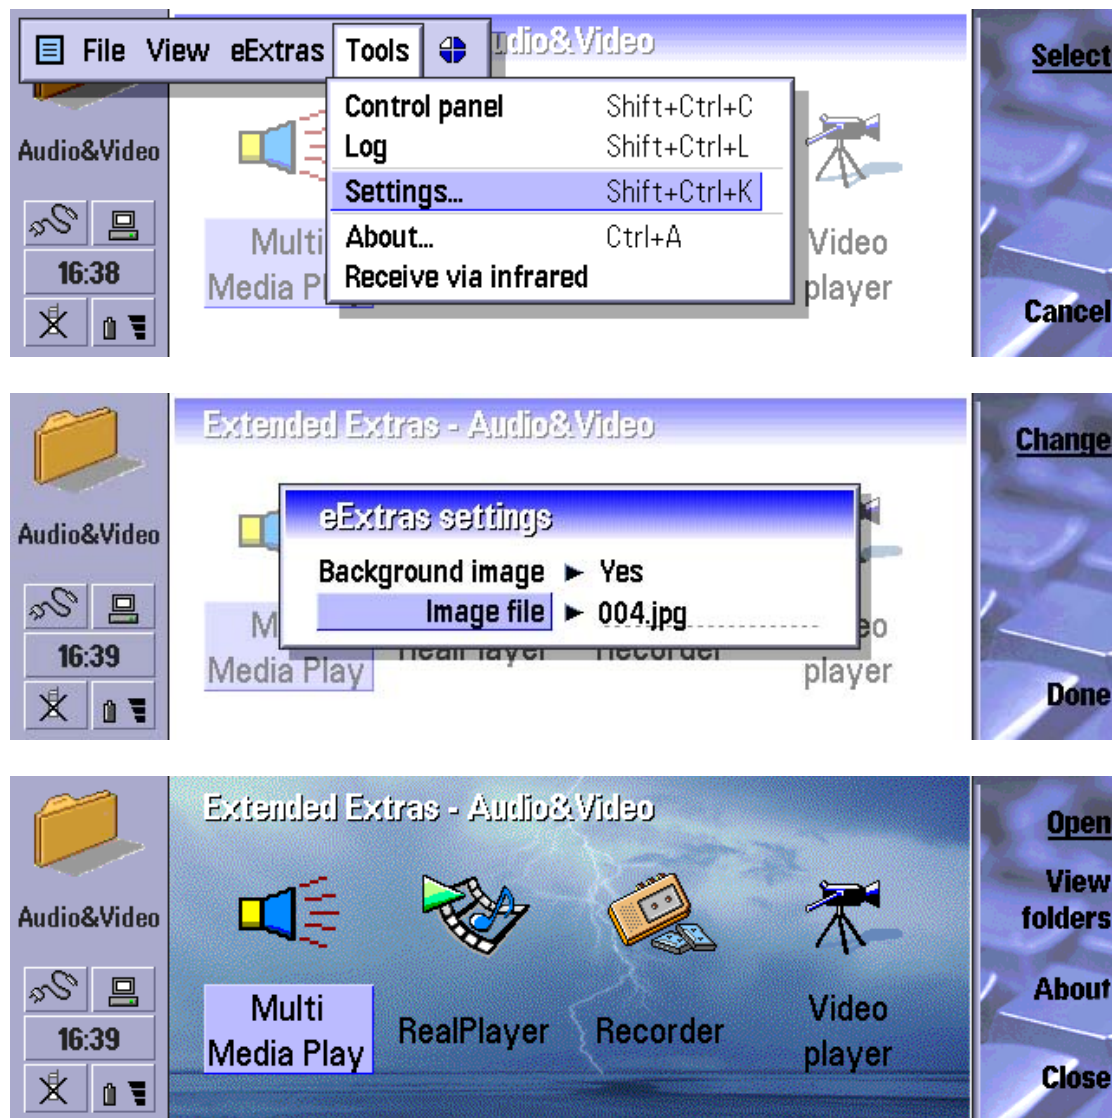 File View eExtras Tools
udio&Video
Select
Control panel Shift+Ctrl+C
Log Shift+Ctrl+L
Audio&Video
Settings... Shift+Ctrl+K
Multi
About... Ctrl+A
Video
16:38
Media P
Receive via infrared
player
Cancel
Extended Extras - Audio&Video
Change
eExtras settings
Audio&Video
Background image Yes
Image file 004.jpg
M
eo
16:39
Media Play
RealPlayer
Recorder
player
Done
Extended Extras - Audio&Video
Open
View
folders
Audio&Video
About
Multi
Media Play
RealPlayer
Recorder
Video
player
16:39
Close